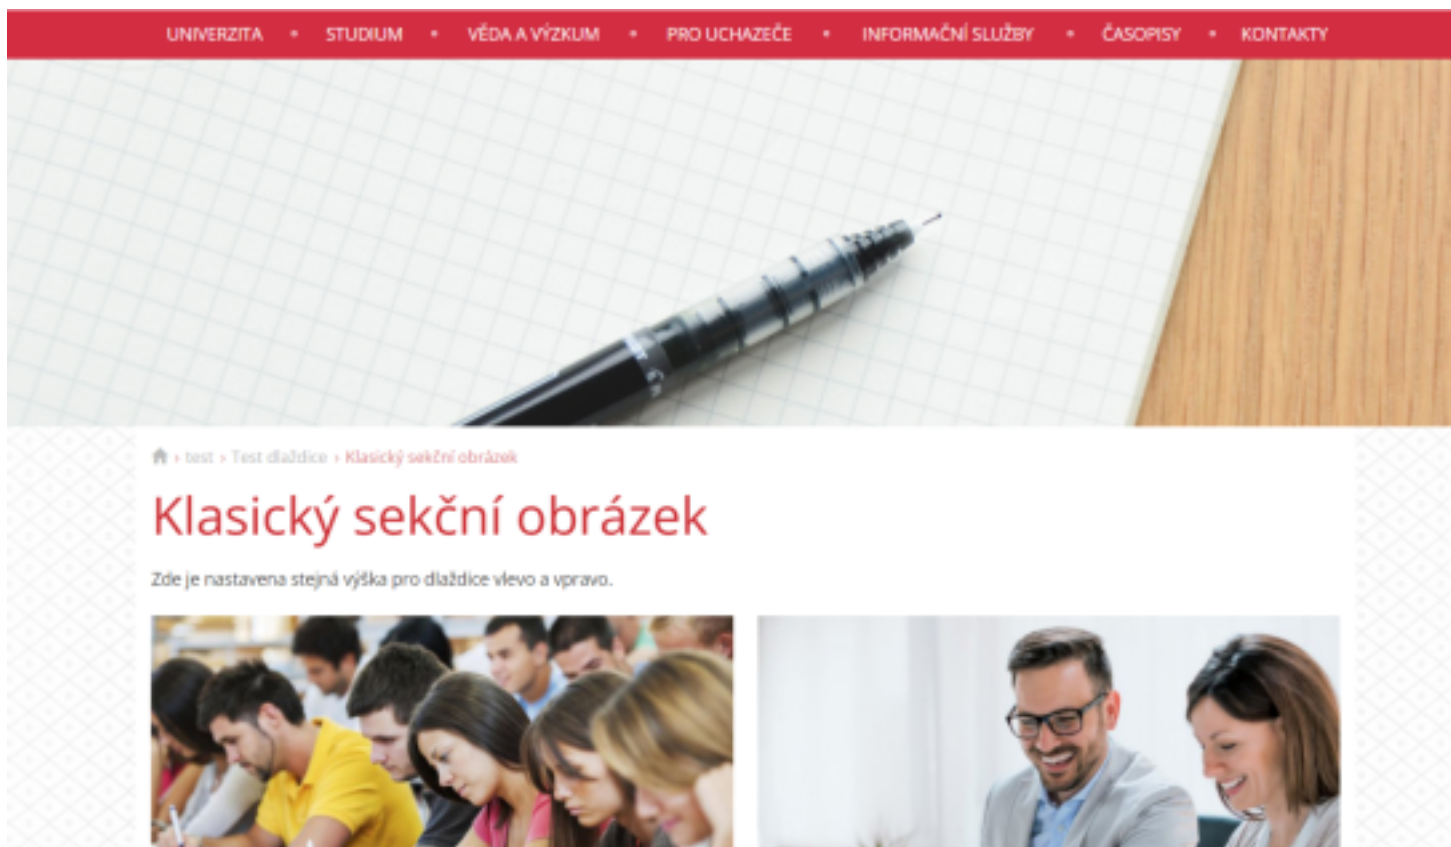 UNIVERZITA • STUDIUM • VĚDA A VÝZKUM • PRO UCHAZEČE • INFORMAČNÍ SLUŽBY • ČASOPISY • KONTAKTY
› test › Test dlaždice › Klasický sekční obrázek
Klasický sekční obrázek
Zde je nastavena stejná výška pro dlaždice vlevo a vpravo.